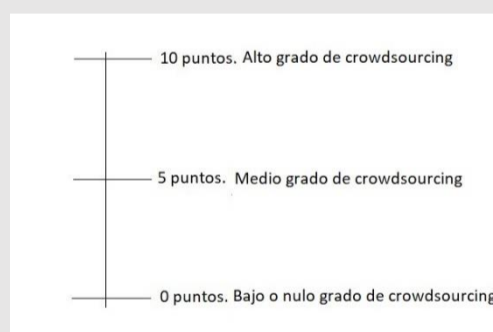 10 puntos. Alto grado de crowdsourcing
5 puntos. Medio grado de crowdsourcing
0 puntos. Bajo o nulo grado de crowdsourcing